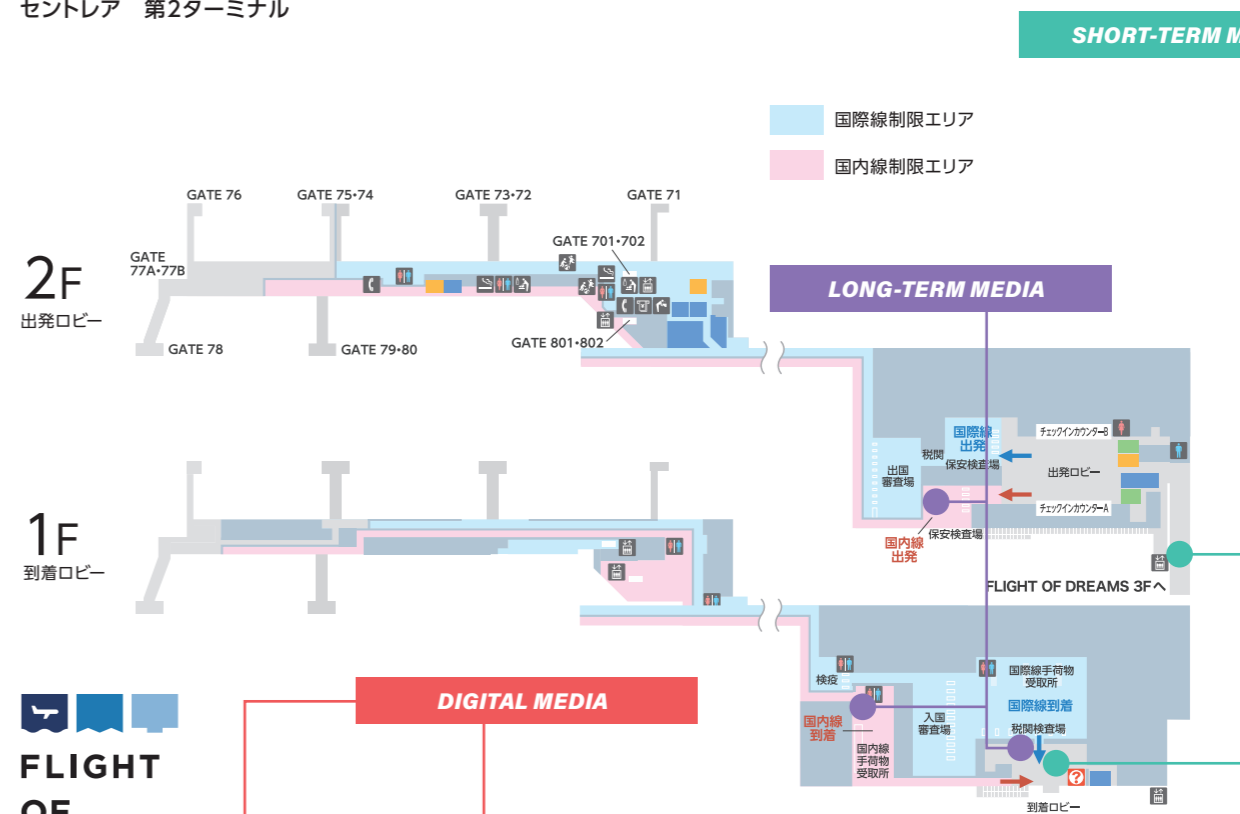 セントレア　第2ターミナル
SHORT-TERM M
国際線制限エリア
国内線制限エリア
GATE 76
GATE 75・74
GATE 73・72
GATE 71
GATE 701・702
GATE
77A・77B
2F
出発ロビー
GATE 78
GATE 79・80
GATE 801・802
LONG-TERM MEDIA
国際線
出発
チェックインカウンターB
税関
保安検査場
出国
審査場
出発ロビー
チェックインカウンターA
国内線
出発
保安検査場
FLIGHT OF DREAMS 3Fへ
1F
到着ロビー
検疫
国際線手荷物
受取所
国際線到着
国内線
到着
入国
審査場
税関検査場
国内線
手荷物
受取所
?
到着ロビー
DIGITAL MEDIA
FLIGHT
OF